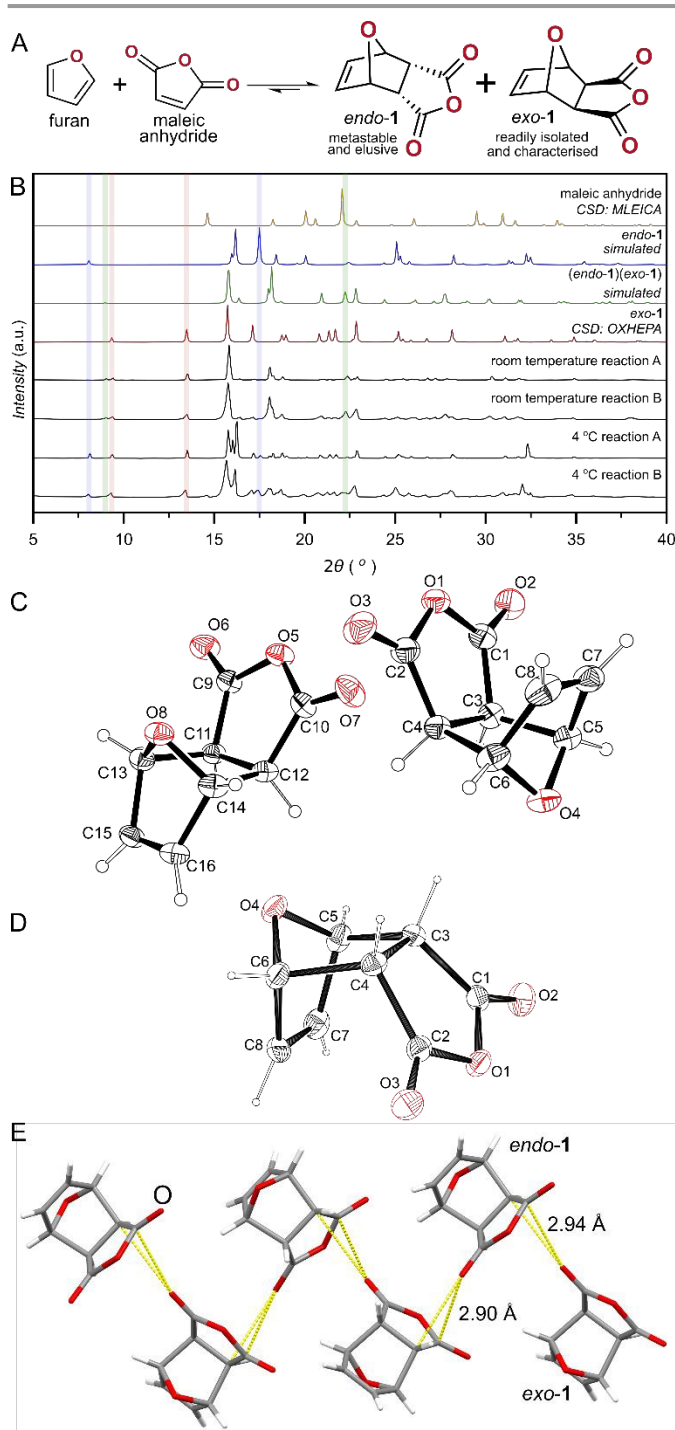 A
O
O
O
O
furan
+
maleic
anhydride
O
O
O
O
endo-1
metastable
and elusive
+
O
O
O
O
exo-1
readily isolated
and characterised
B
maleic anhydride
CSD: MLEICA
endo-1
simulated
(endo-1)(exo-1)
simulated
exo-1
CSD: OXHEPA
room temperature reaction A
room temperature reaction B
4 °C reaction A
4 °C reaction B
Intensity (a.u.)
5 10 15 20 25 30 35 40
2θ (°)
C
O6
O5
C9
C10
O7
O8
C11
C12
C13
C14
C15
C16
O1
O2
O3
C2
C1
C8
C7
C4
C3
C5
C6
O4
D
O4
C5
C3
C6
C4
C1
O2
C7
C2
C8
O1
O3
E
O
endo-1
2.94 Å
2.90 Å
exo-1